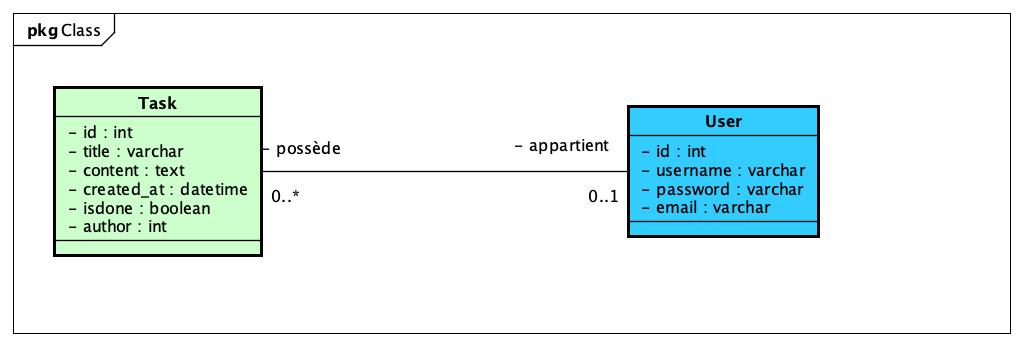 pkg Class
Task
- id : int
- title : varchar
- content : text
- created_at : datetime
- isdone : boolean
- author : int
- possède
0..*
- appartient
0..1
User
- id : int
- username : varchar
- password : varchar
- email : varchar